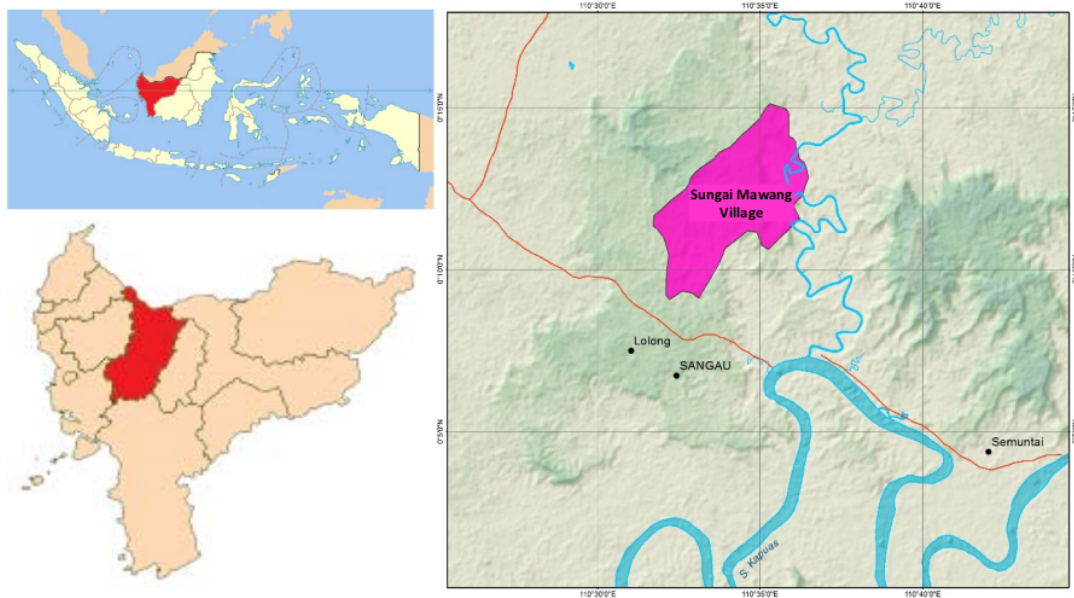 110°30'0"E
110°35'0"E
110°40'0"E
0°15'0"N
Sungai Mawang
Village
0°10'0"N
Lolong
SANGAU
0°5'0"N
Semuntai
S. Kapuas
110°30'0"E
110°35'0"E
110°40'0"E